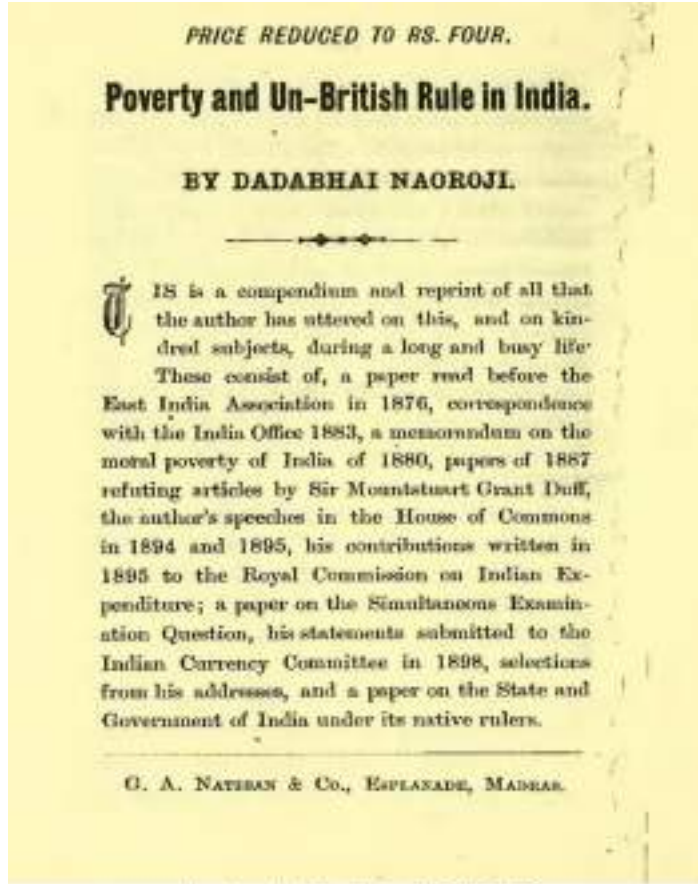 PRICE REDUCED TO RS. FOUR.
Poverty and Un-British Rule in India.
BY DADABHAI NAOROJI.
TIS is a compendium and reprint of all that
the author has uttered on this, and on kin-
dred subjects, during a long and busy life·
These consist of, a paper read before the
East India Association in 1876, correspondence
with the India Office 1883, a memorandum on the
moral poverty of India of 1880, papers of 1887
refuting articles by Sir Mountstuart Grant Duff,
the author's speeches in the House of Commons
in 1894 and 1895, his contributions written in
1895 to the Royal Commission on Indian Ex-
penditure; a paper on the Simultaneous Examin-
ation Question, his statements submitted to the
Indian Currency Committee in 1898, selections
from his addresses, and a paper on the State and
Government of India under its native rulers.
G. A. NATESAN & Co., ESPLANADE, MADRAS.